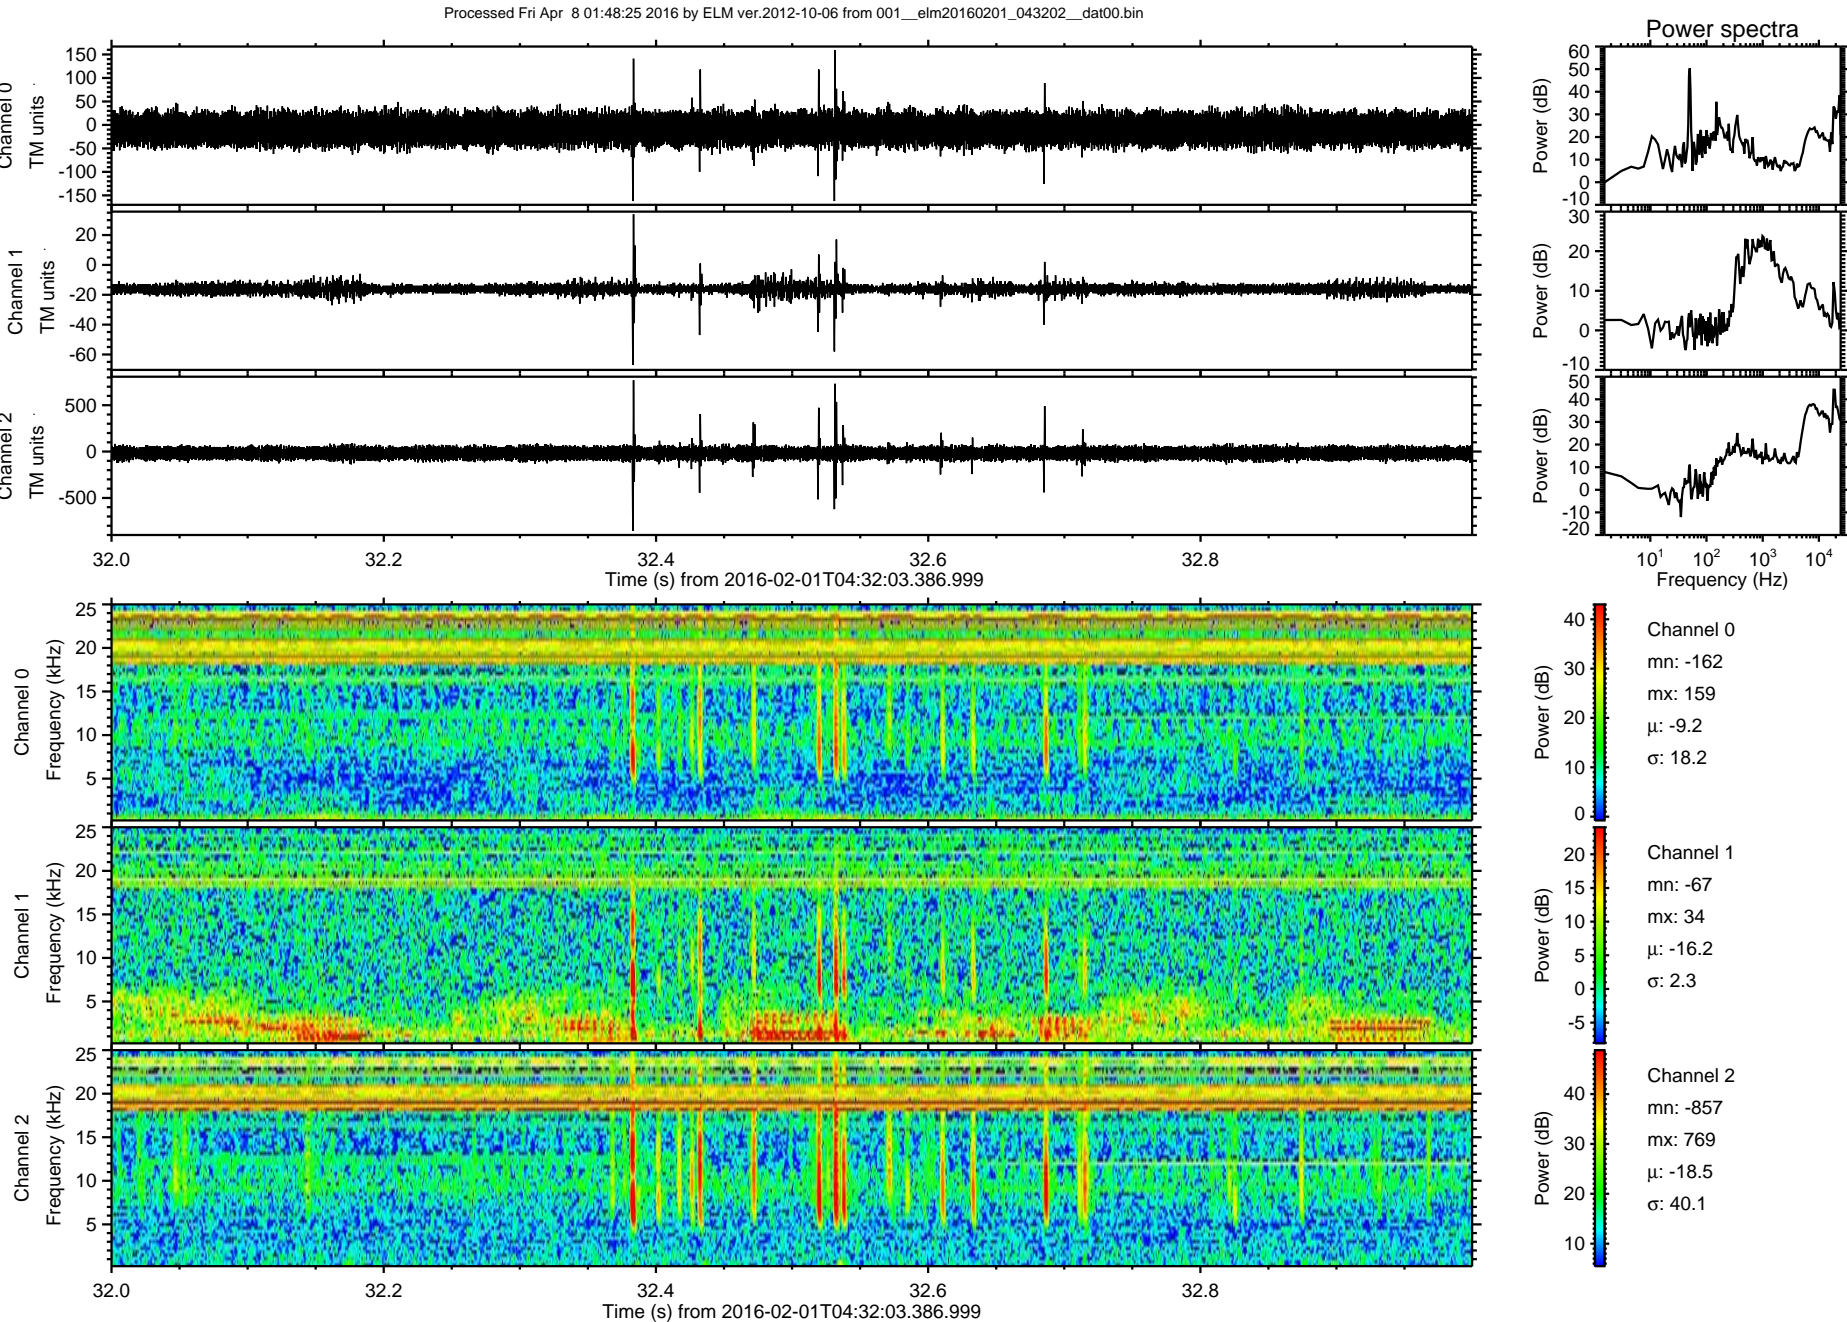 Processed Fri Apr  8 01:48:25 2016 by ELM ver.2012-10-06 from 001__elm20160201_043202__dat00.bin
Power spectra
Channel 0
TM units
150
100
50
0
-50
-100
-150
Power (dB)
60
50
40
30
20
10
0
-10
Channel 1
TM units
20
0
-20
-40
-60
Power (dB)
30
20
10
0
-10
Channel 2
TM units
500
0
-500
Power (dB)
50
40
30
20
10
0
-10
-20
32.0 32.2 32.4 32.6 32.8
Time (s) from 2016-02-01T04:32:03.386.999
10¹ 10² 10³ 10⁴
Frequency (Hz)
Channel 0
Frequency (kHz)
25
20
15
10
5
Power (dB)
40
30
20
10
0
Channel 0
mn: -162
mx: 159
μ: -9.2
σ: 18.2
Channel 1
Frequency (kHz)
25
20
15
10
5
Power (dB)
20
15
10
5
0
-5
Channel 1
mn: -67
mx: 34
μ: -16.2
σ: 2.3
Channel 2
Frequency (kHz)
25
20
15
10
5
Power (dB)
40
30
20
10
Channel 2
mn: -857
mx: 769
μ: -18.5
σ: 40.1
32.0 32.2 32.4 32.6 32.8
Time (s) from 2016-02-01T04:32:03.386.999